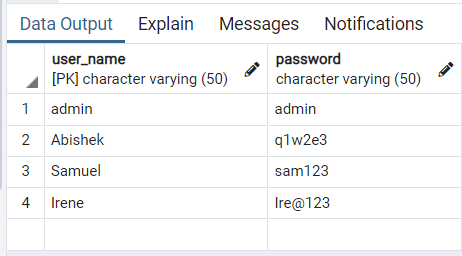 Data Output Explain Messages Notifications
user_name password
[PK] character varying (50) character varying (50)
1 admin admin
2 Abishek q1w2e3
3 Samuel sam123
4 Irene Ire@123